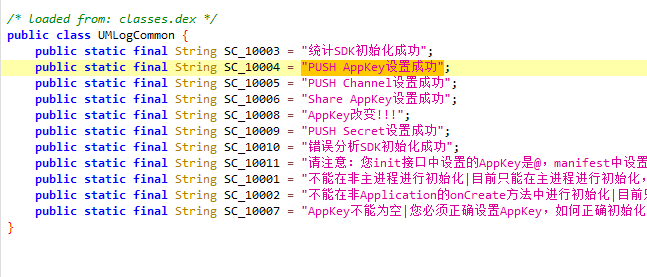 /* loaded from: classes.dex */
public class UMLogCommon {
public static final String SC_10003 = "统计SDK初始化成功";
public static final String SC_10004 = "PUSH AppKey设置成功";
public static final String SC_10005 = "PUSH Channel设置成功";
public static final String SC_10006 = "Share AppKey设置成功";
public static final String SC_10008 = "AppKey改变!!!";
public static final String SC_10009 = "PUSH Secret设置成功";
public static final String SC_10010 = "错误分析SDK初始化成功";
public static final String SC_10011 = "请注意：您init接口中设置的AppKey是@，manifest中设置
public static final String SC_10001 = "不能在非主进程进行初始化|目前只能在主进程进行初始化，
public static final String SC_10002 = "不能在非Application的onCreate方法中进行初始化|目前只
public static final String SC_10007 = "AppKey不能为空|您必须正确设置AppKey，如何正确初始化
}